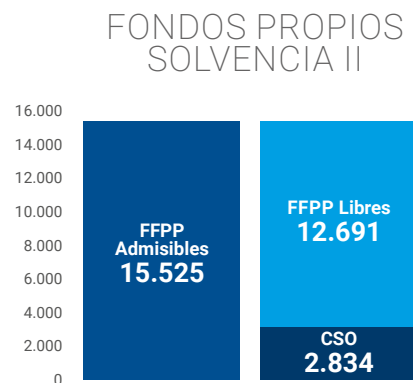 FONDOS PROPIOS
SOLVENCIA II
16.000
14.000
12.000
10.000
8.000
6.000
4.000
2.000
0
FFPP
Admisibles
15.525
FFPP Libres
12.691
CSO
2.834